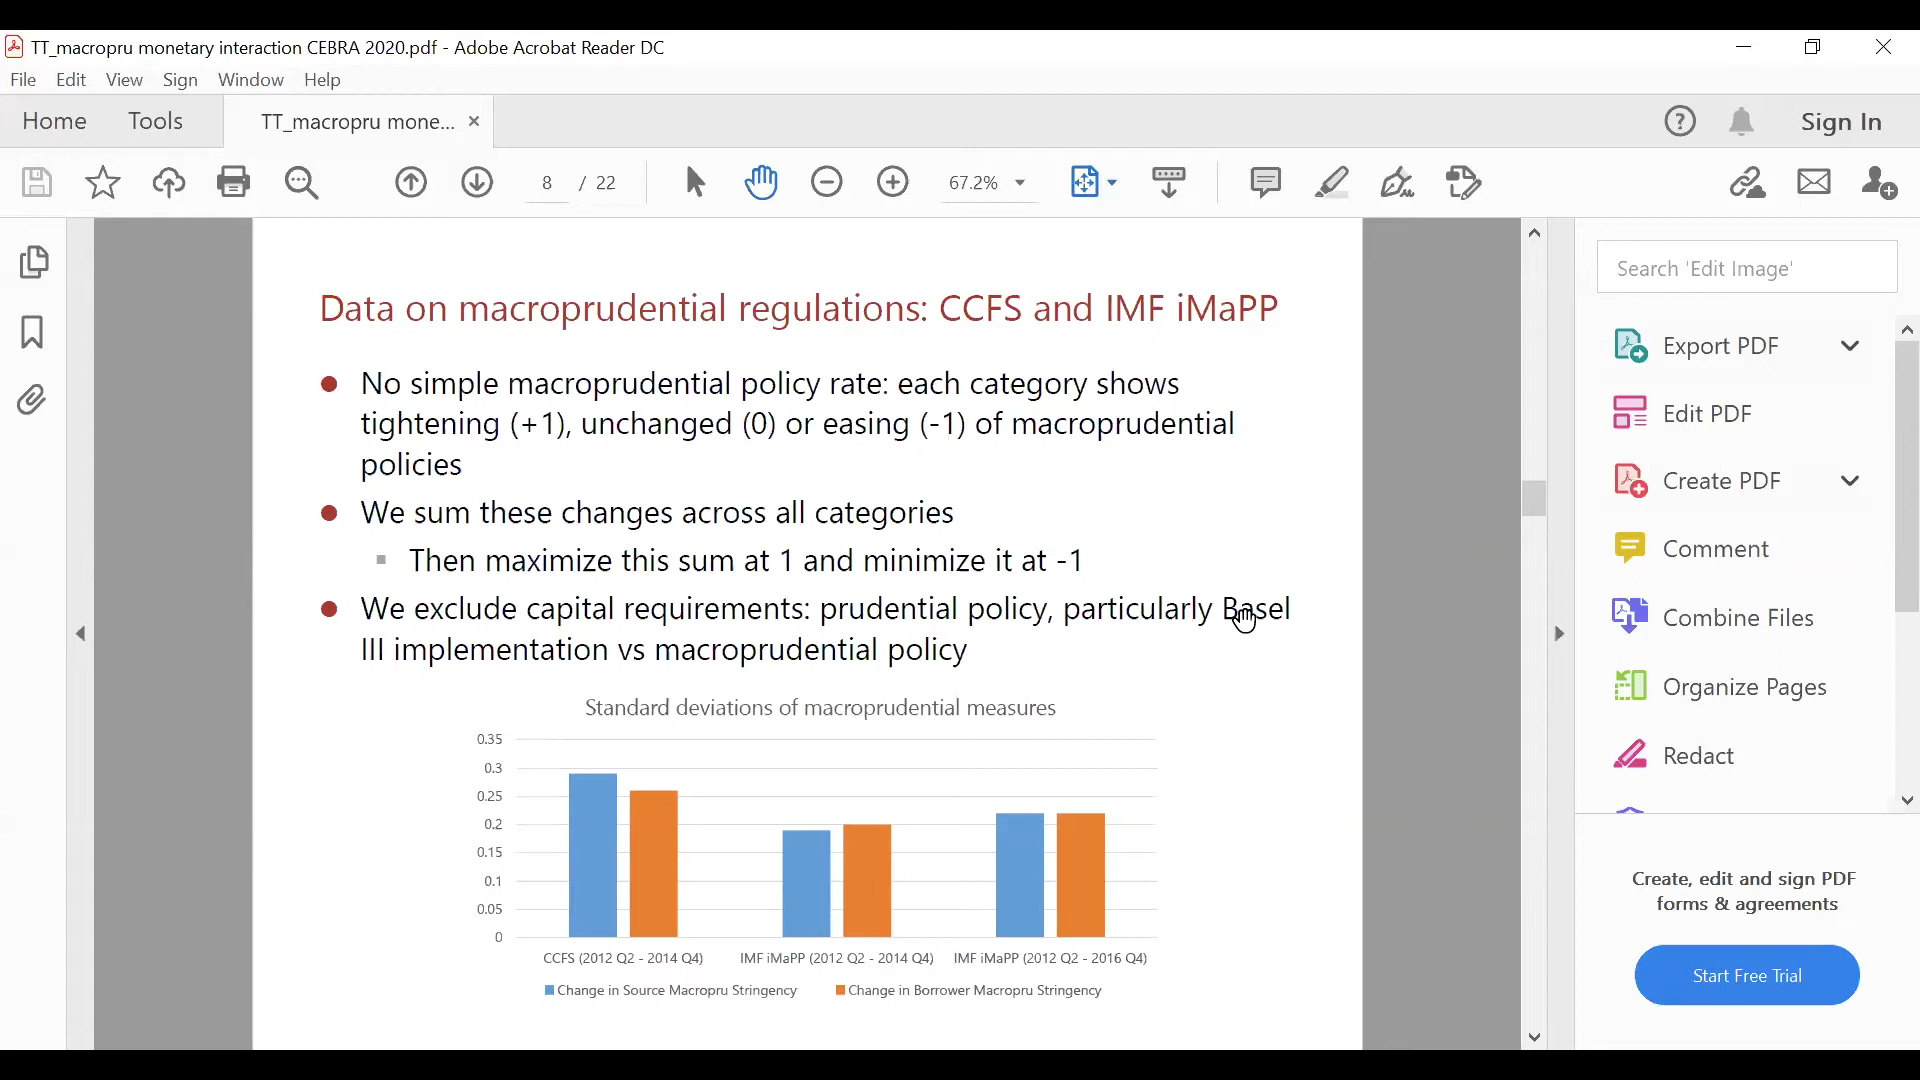 TT_macropru monetary interaction CEBRA 2020.pdf - Adobe Acrobat Reader DC
File Edit View Sign Window Help
Home Tools TT_macropru mone... Sign In
8 / 22 67.2%
Search 'Edit Image'
Export PDF
Edit PDF
Create PDF
Comment
Combine Files
Organize Pages
Redact
Create, edit and sign PDF
forms & agreements
Start Free Trial
Data on macroprudential regulations: CCFS and IMF iMaPP
No simple macroprudential policy rate: each category shows
tightening (+1), unchanged (0) or easing (-1) of macroprudential
policies
We sum these changes across all categories
Then maximize this sum at 1 and minimize it at -1
We exclude capital requirements: prudential policy, particularly Basel
III implementation vs macroprudential policy
Standard deviations of macroprudential measures
0.35
0.3
0.25
0.2
0.15
0.1
0.05
0
CCFS (2012 Q2 - 2014 Q4) IMF iMaPP (2012 Q2 - 2014 Q4) IMF iMaPP (2012 Q2 - 2016 Q4)
Change in Source Macropru Stringency Change in Borrower Macropru Stringency